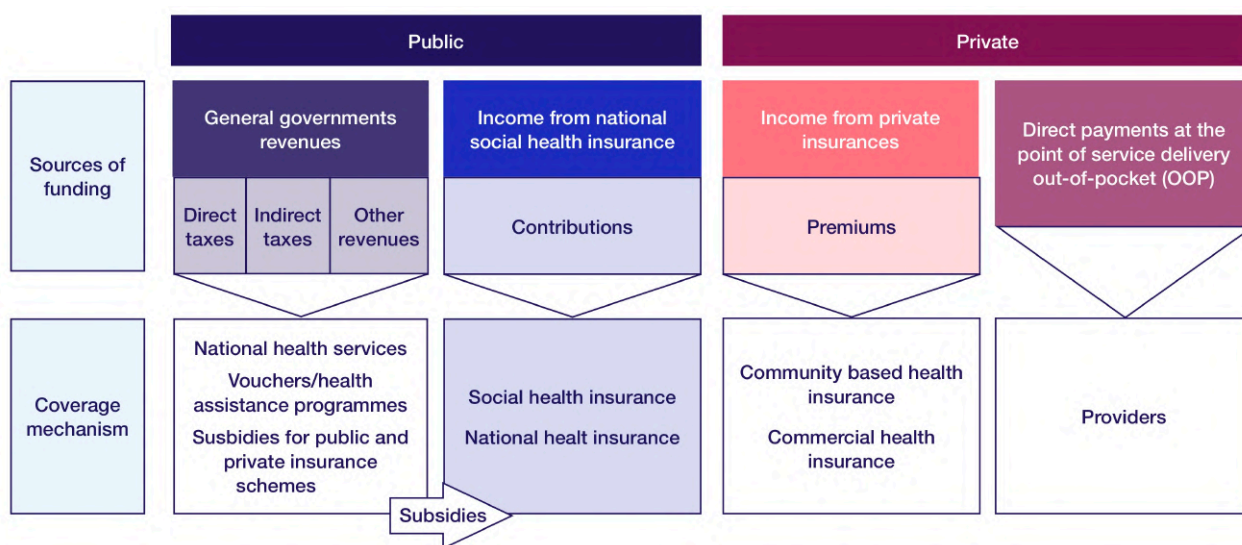 Public
Private
Sources of
funding
General governments
revenues
Direct
taxes
Indirect
taxes
Other
revenues
Income from national
social health insurance
Contributions
Income from private
insurances
Premiums
Direct payments at the
point of service delivery
out-of-pocket (OOP)
Coverage
mechanism
National health services
Vouchers/health
assistance programmes
Susbidies for public and
private insurance
schemes
Subsidies
Social health insurance
National healt insurance
Community based health
insurance
Commercial health
insurance
Providers